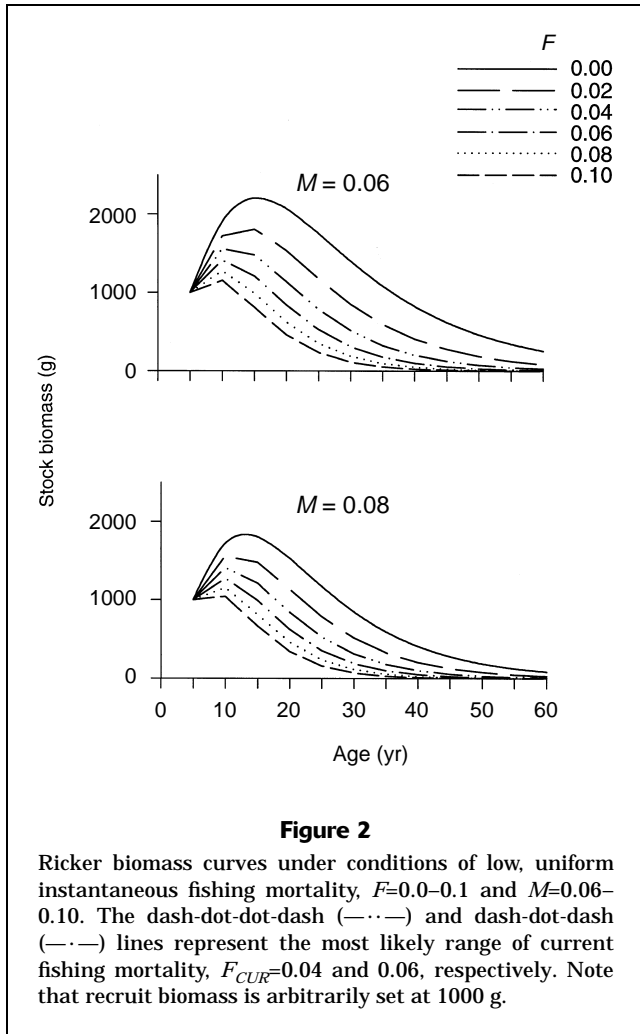 F
0.00
0.02
0.04
0.06
0.08
0.10
M = 0.06
2000
1000
0
Stock biomass (g)
M = 0.08
2000
1000
0
0 10 20 30 40 50 60
Age (yr)
Figure 2
Ricker biomass curves under conditions of low, uniform
instantaneous fishing mortality, F=0.0–0.1 and M=0.06–
0.10. The dash-dot-dot-dash (—··—) and dash-dot-dash
(—·—) lines represent the most likely range of current
fishing mortality, FCUR=0.04 and 0.06, respectively. Note
that recruit biomass is arbitrarily set at 1000 g.